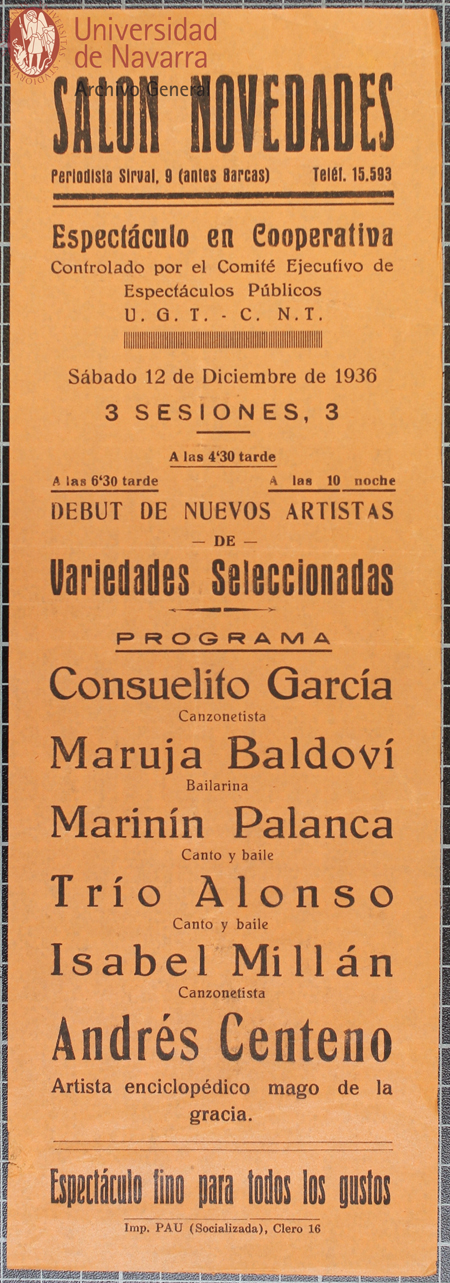 Universidad
de Navarra
Archivo General
SALON NOVEDADES
Periodista Sirval, 9 (antes Barcas) Teléf. 15.593
Espectáculo en Cooperativa
Controlado por el Comité Ejecutivo de
Espectáculos Públicos
U. G. T. - C. N. T.
Sábado 12 de Diciembre de 1936
3 SESIONES, 3
A las 4'30 tarde
A las 6'30 tarde A las 10 noche
DEBUT DE NUEVOS ARTISTAS
— DE —
Variedades Seleccionadas
PROGRAMA
Consuelito García
Canzonetista
Maruja Baldoví
Bailarina
Marinín Palanca
Canto y baile
Trío Alonso
Canto y baile
Isabel Millán
Canzonetista
Andrés Centeno
Artista enciclopédico mago de la
gracia.
Espectáculo fino para todos los gustos
Imp. PAU (Socializada), Clero 16